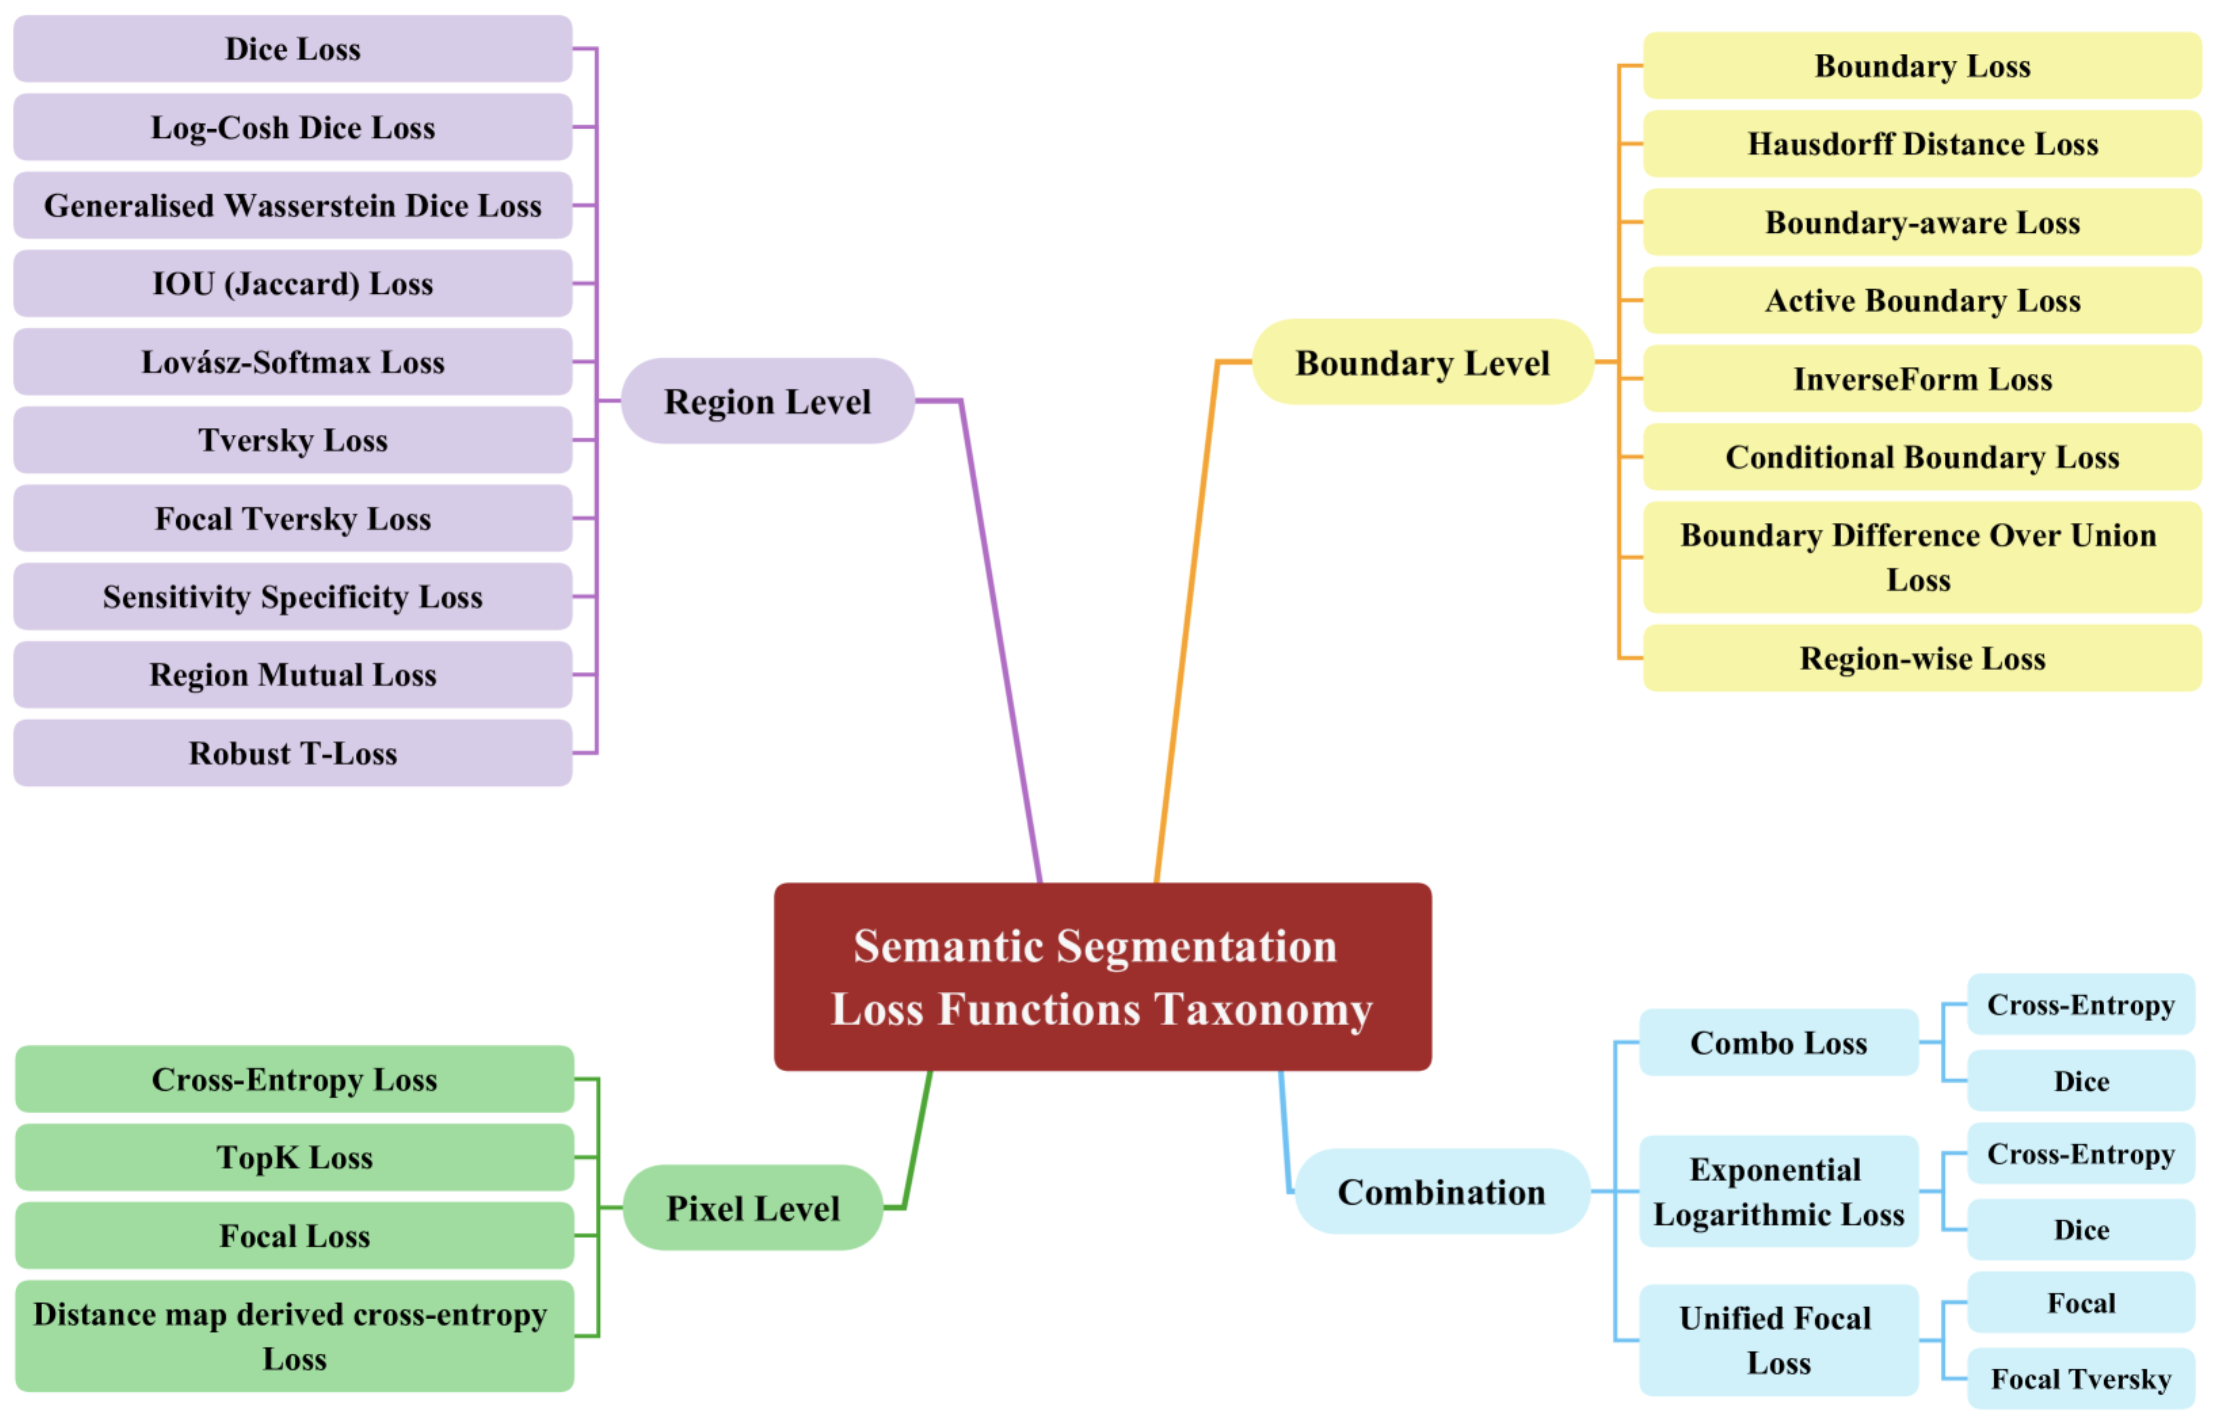 Dice Loss
Log-Cosh Dice Loss
Generalised Wasserstein Dice Loss
IOU (Jaccard) Loss
Lovász-Softmax Loss
Tversky Loss
Focal Tversky Loss
Sensitivity Specificity Loss
Region Mutual Loss
Robust T-Loss
Region Level
Boundary Level
Boundary Loss
Hausdorff Distance Loss
Boundary-aware Loss
Active Boundary Loss
InverseForm Loss
Conditional Boundary Loss
Boundary Difference Over Union
Loss
Region-wise Loss
Semantic Segmentation
Loss Functions Taxonomy
Cross-Entropy Loss
TopK Loss
Focal Loss
Distance map derived cross-entropy
Loss
Pixel Level
Combination
Combo Loss
Cross-Entropy
Dice
Exponential
Logarithmic Loss
Cross-Entropy
Dice
Unified Focal
Loss
Focal
Focal Tversky